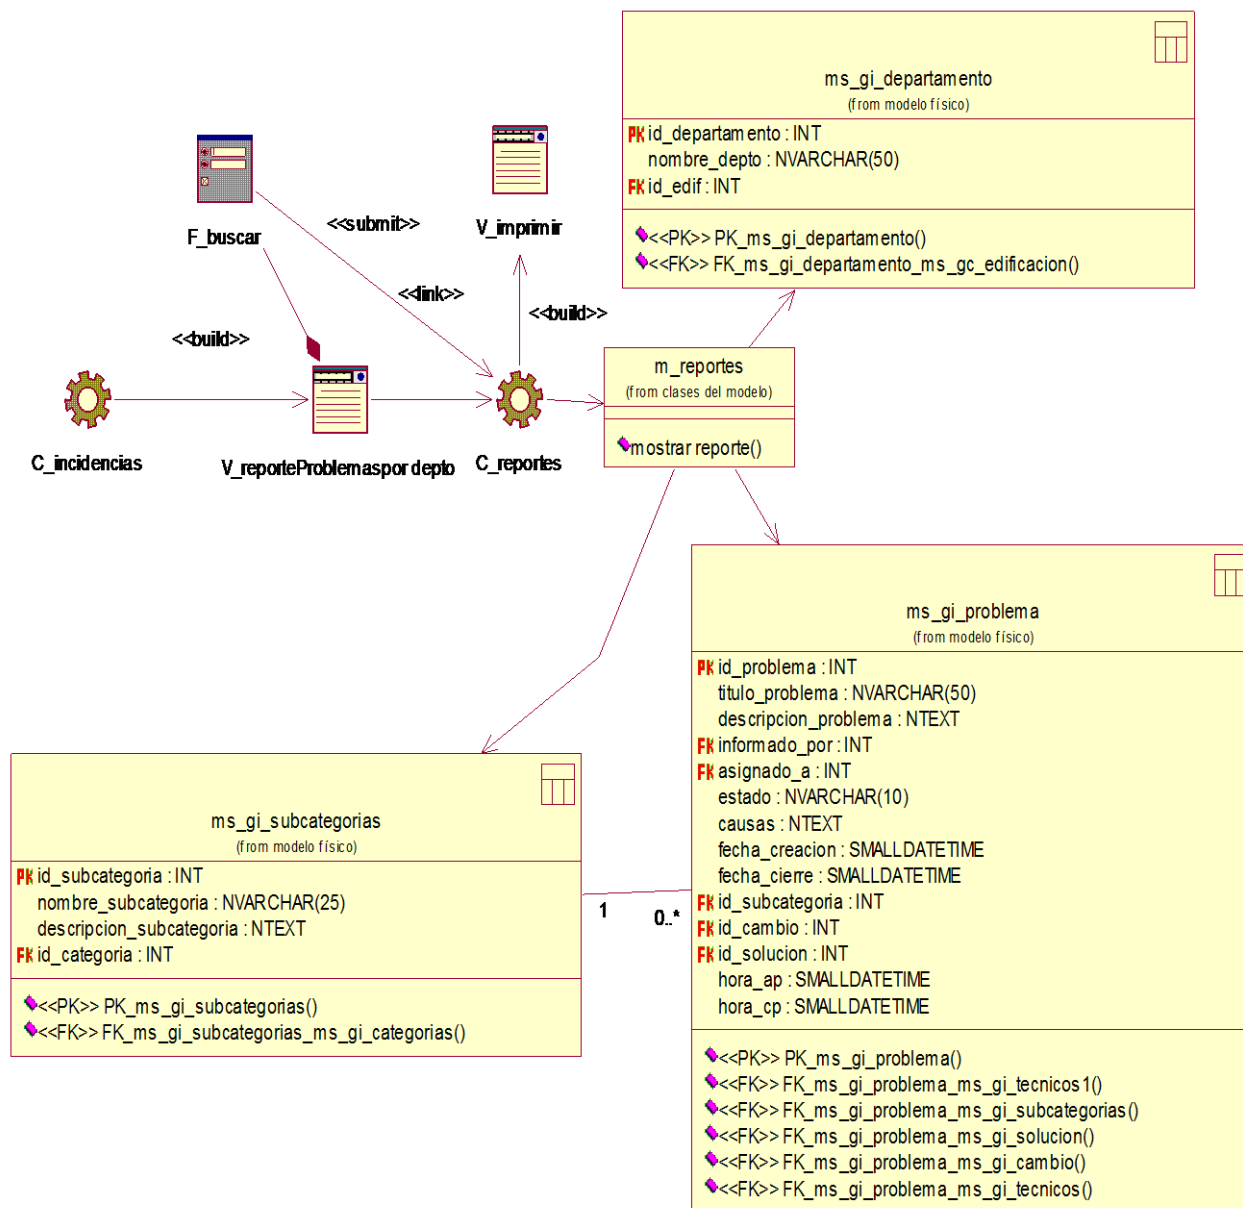 ms_gi_departamento
(from modelo físico)
PK id_departamento : INT
nombre_depto : NVARCHAR(50)
FK id_edif : INT
<<PK>> PK_ms_gi_departamento()
<<FK>> FK_ms_gi_departamento_ms_gc_edificacion()
F_buscar
<<submit>>
V_imprimir
<<link>>
<<build>>
<<build>>
m_reportes
(from clases del modelo)
mostrar reporte()
C_incidencias
V_reporteProblemaspor depto
C_reportes
ms_gi_problema
(from modelo físico)
PK id_problema : INT
titulo_problema : NVARCHAR(50)
descripcion_problema : NTEXT
FK informado_por : INT
FK asignado_a : INT
estado : NVARCHAR(10)
causas : NTEXT
fecha_creacion : SMALLDATETIME
fecha_cierre : SMALLDATETIME
FK id_subcategoria : INT
FK id_cambio : INT
FK id_solucion : INT
hora_ap : SMALLDATETIME
hora_cp : SMALLDATETIME
<<PK>> PK_ms_gi_problema()
<<FK>> FK_ms_gi_problema_ms_gi_tecnicos1()
<<FK>> FK_ms_gi_problema_ms_gi_subcategorias()
<<FK>> FK_ms_gi_problema_ms_gi_solucion()
<<FK>> FK_ms_gi_problema_ms_gi_cambio()
<<FK>> FK_ms_gi_problema_ms_gi_tecnicos()
ms_gi_subcategorias
(from modelo físico)
PK id_subcategoria : INT
nombre_subcategoria : NVARCHAR(25)
descripcion_subcategoria : NTEXT
FK id_categoria : INT
<<PK>> PK_ms_gi_subcategorias()
<<FK>> FK_ms_gi_subcategorias_ms_gi_categorias()
1
0..*